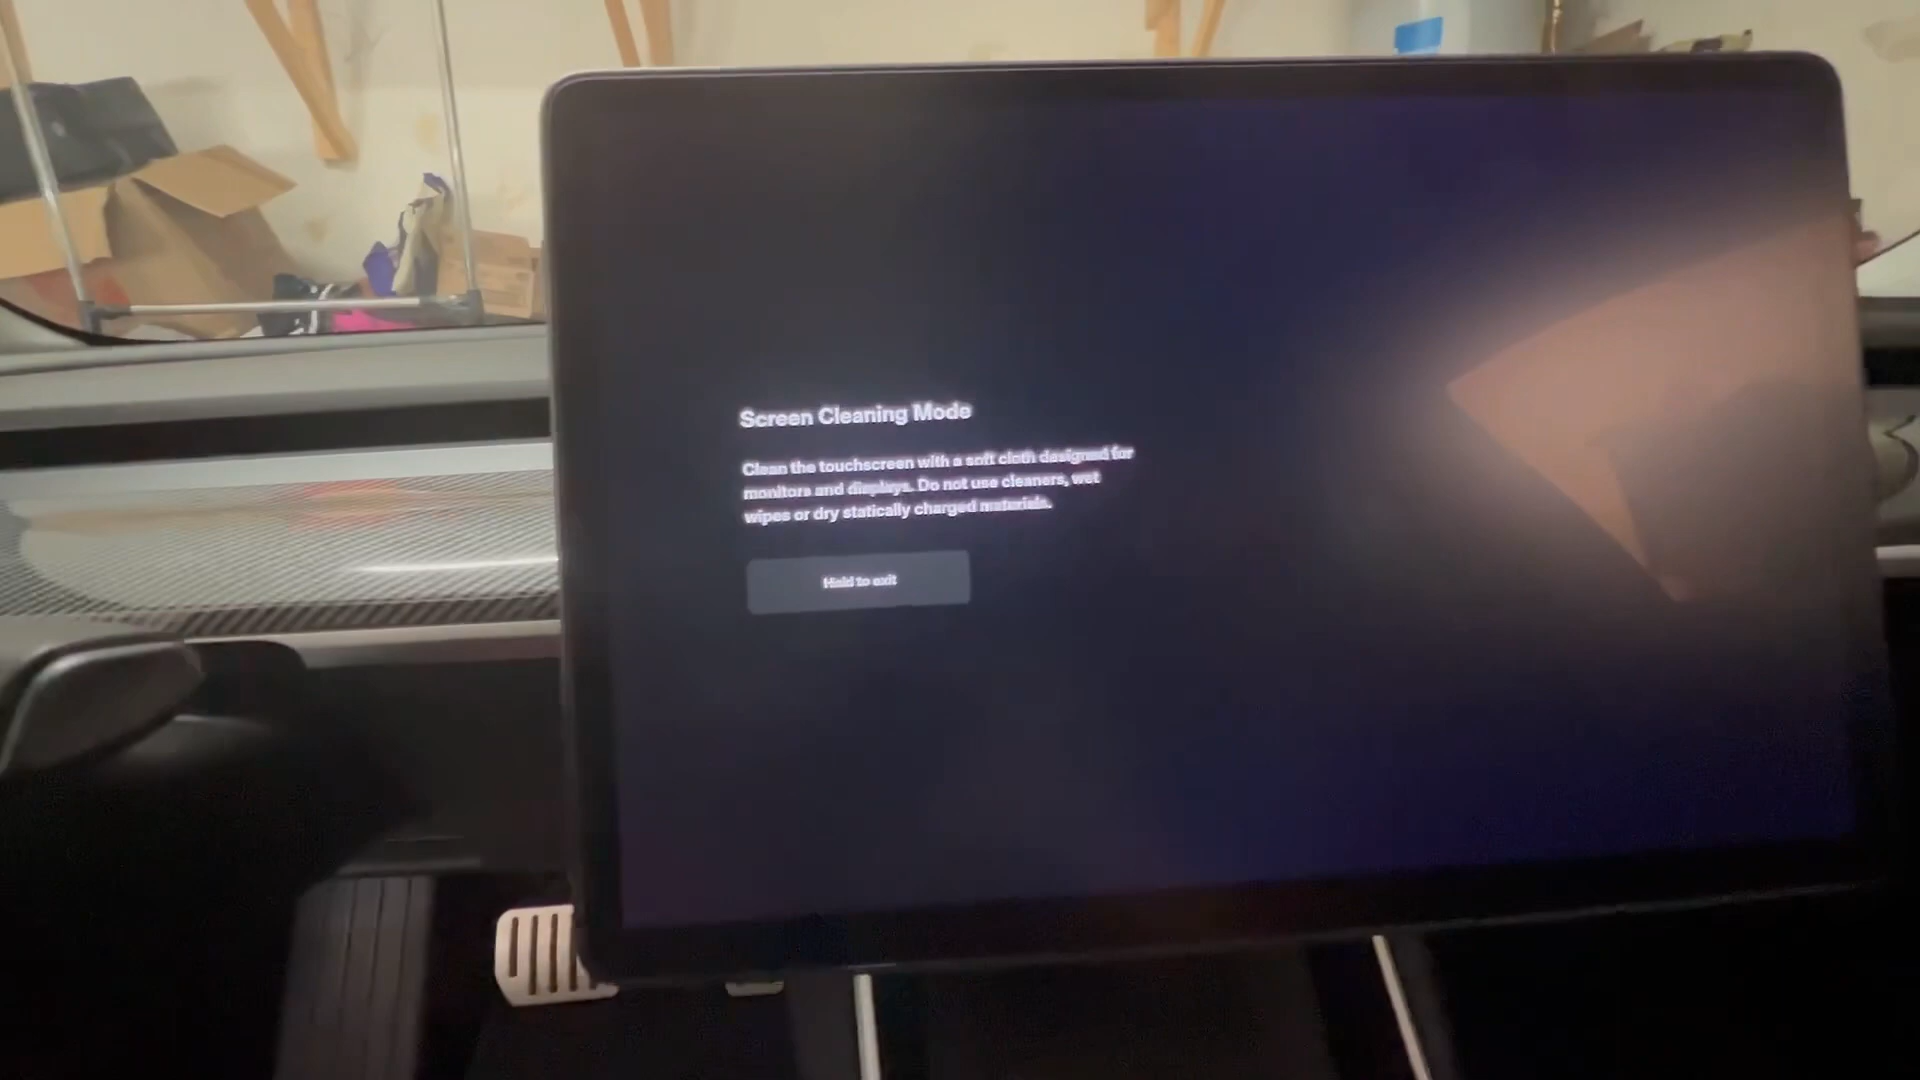 Screen Cleaning Mode
Clean the touchscreen with a soft cloth designed for
monitors and displays. Do not use cleaners, wet
wipes or dry statically charged materials.
Hold to exit